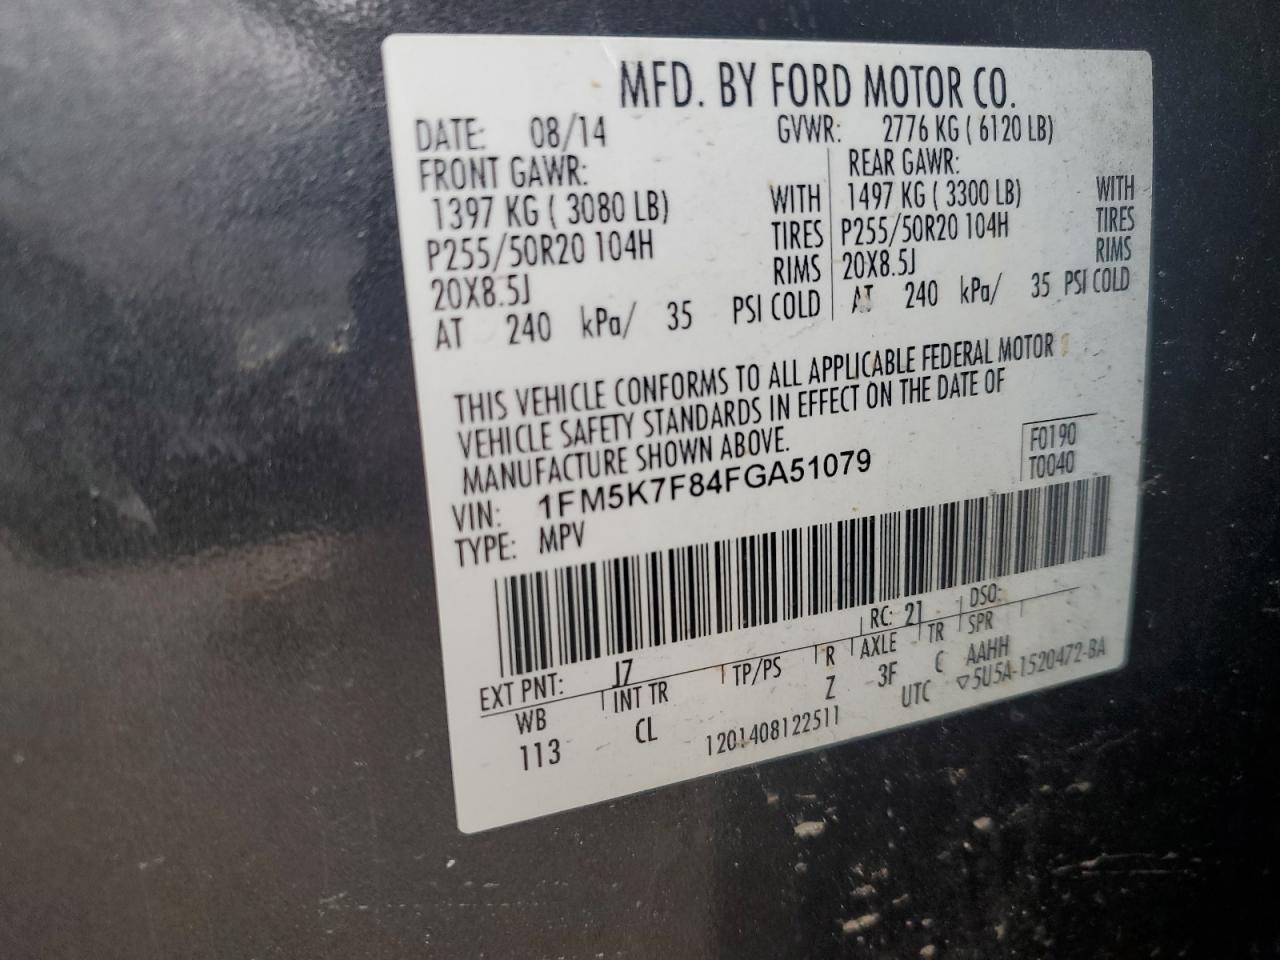 MFD. BY FORD MOTOR CO.
DATE: 08/14 GVWR: 2776 KG ( 6120 LB)
FRONT GAWR: REAR GAWR:
1397 KG ( 3080 LB) WITH 1497 KG ( 3300 LB) WITH
P255/50R20 104H TIRES P255/50R20 104H TIRES
20X8.5J RIMS 20X8.5J RIMS
AT 240 kPa/ 35 PSI COLD AT 240 kPa/ 35 PSI COLD
THIS VEHICLE CONFORMS TO ALL APPLICABLE FEDERAL MOTOR
VEHICLE SAFETY STANDARDS IN EFFECT ON THE DATE OF
MANUFACTURE SHOWN ABOVE.
VIN: 1FM5K7F84FGA51079 F0190
TYPE: MPV T0040
EXT PNT: J7 RC: 21 DSO:
WB INT TR TP/PS R AXLE TR SPR
113 CL Z 3F C AAHH
1201408122511 UTC ▽5U5A-1520472-BA